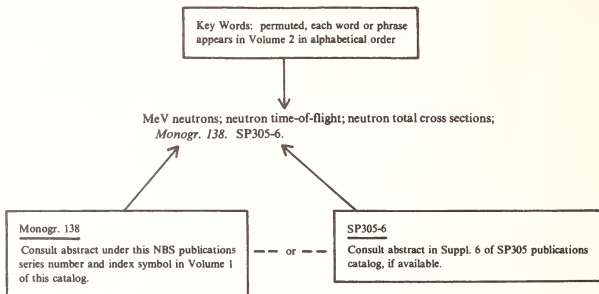 Key Words: permuted, each word or phrase
appears in Volume 2 in alphabetical order
MeV neutrons; neutron time-of-flight; neutron total cross sections;
Monogr. 138. SP305-6.
Monogr. 138
Consult abstract under this NBS publications
series number and index symbol in Volume 1
of this catalog.
or
SP305-6
Consult abstract in Suppl. 6 of SP305 publications
catalog, if available.